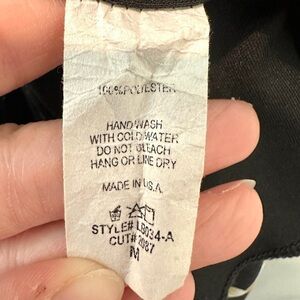 100% POLYESTER
HAND WASH
WITH COLD WATER
DO NOT BLEACH
HANG OR LINE DRY
MADE IN U.S.A.
STYLE# L8034-A
CUT# 2087
M